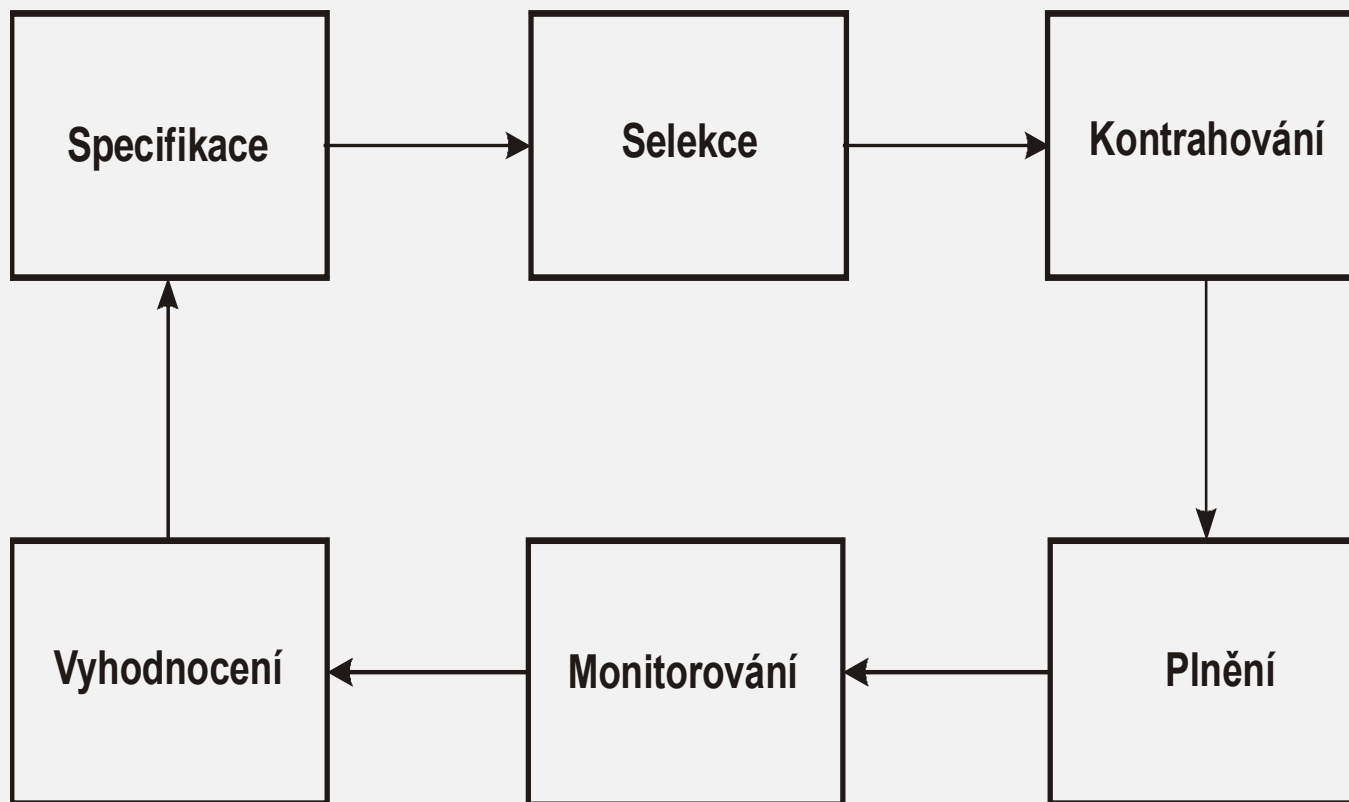 Specifikace
Selekce
Kontrahování
Vyhodnocení
Monitorování
Plnění